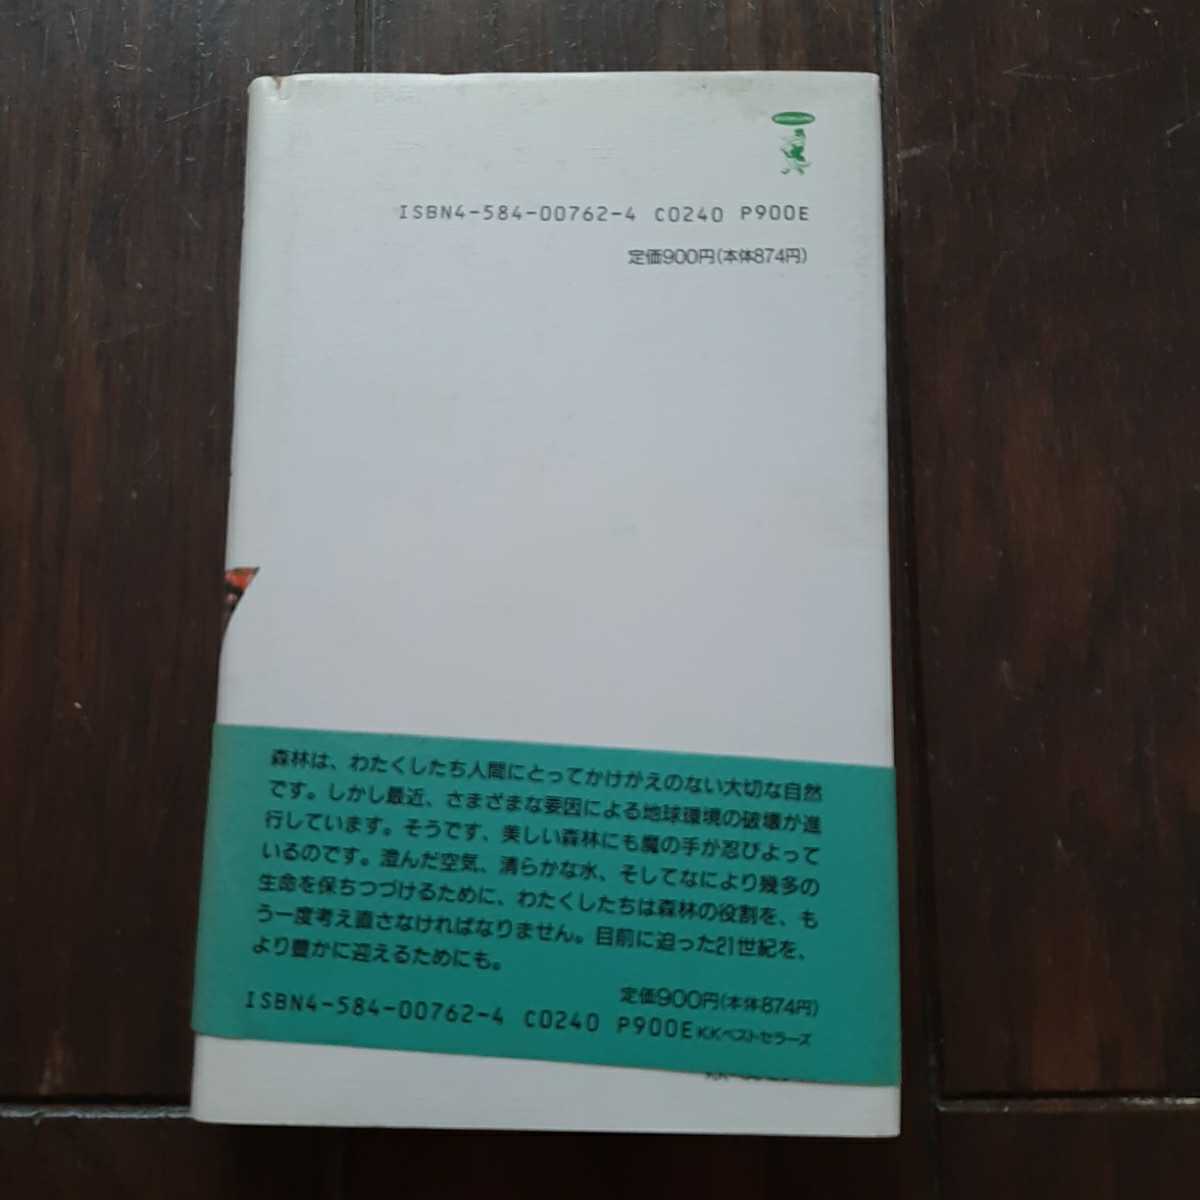 ISBN4-584-00762-4 C0240 P900E
定価900円(本体874円)
森林は、わたくしたち人間にとってかけがえのない大切な自然
です。しかし最近、さまざまな要因による地球環境の破壊が進
行しています。そうです、美しい森林にも魔の手が忍びよって
いるのです。澄んだ空気、清らかな水、そしてなにより幾多の
生命を保ちつづけるために、わたくしたちは森林の役割を、も
う一度考え直さなければなりません。目前に迫った21世紀を、
より豊かに迎えるためにも。
定価900円(本体874円)
ISBN4-584-00762-4 C0240 P900E KKベストセラーズ